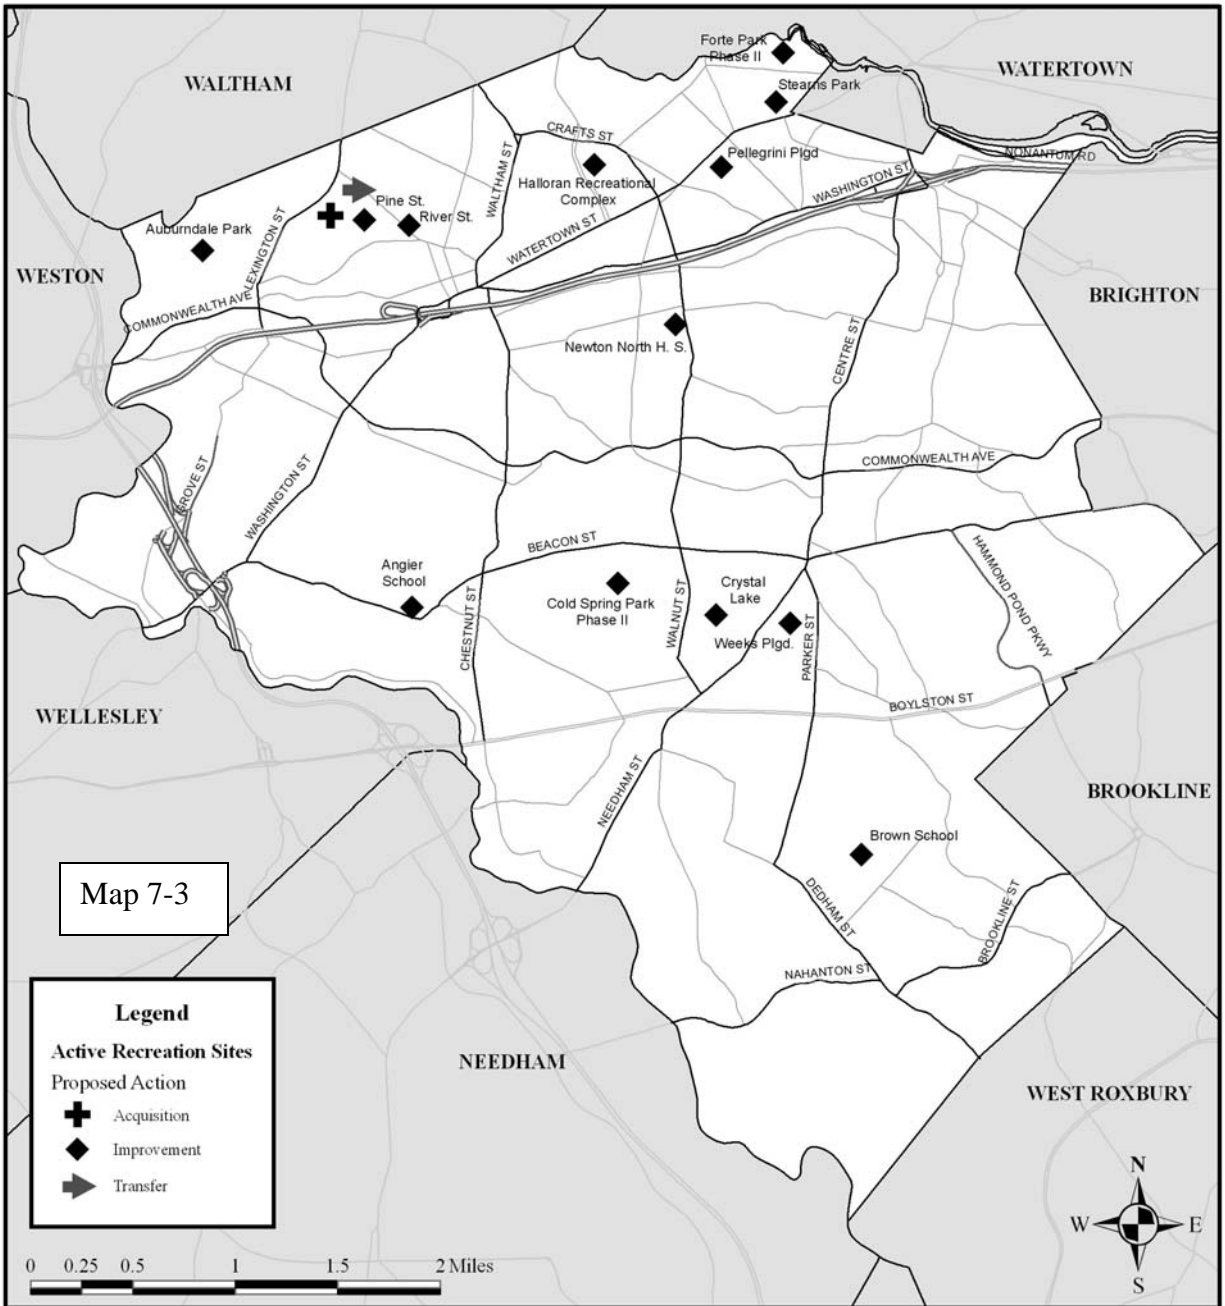 Forte Park
Phase II
WATERTOWN
WALTHAM
Stearns Park
CRAFTS ST
NONANTUM RD
Pellegrini Plgd
WALTHAM ST
Halloran Recreational
Complex
WASHINGTON ST
Pine St.
River St.
WATERTOWN ST
Auburndale Park
LEXINGTON ST
WESTON
BRIGHTON
COMMONWEALTH AVE
Newton North H. S.
CENTRE ST
COMMONWEALTH AVE
GROVE ST
WASHINGTON ST
BEACON ST
HAMMOND POND PKWY
Angier
School
Cold Spring Park
Phase II
Crystal
Lake
CHESTNUT ST
WALNUT ST
Weeks Plgd.
PARKER ST
BOYLSTON ST
WELLESLEY
NEEDHAM ST
BROOKLINE
Brown School
Map 7-3
DEDHAM ST
BROOKLINE ST
NAHANTON ST
NEEDHAM
WEST ROXBURY
Legend
Active Recreation Sites
Proposed Action
Acquisition
Improvement
Transfer
N
W
E
S
0 0.25 0.5 1 1.5 2 Miles